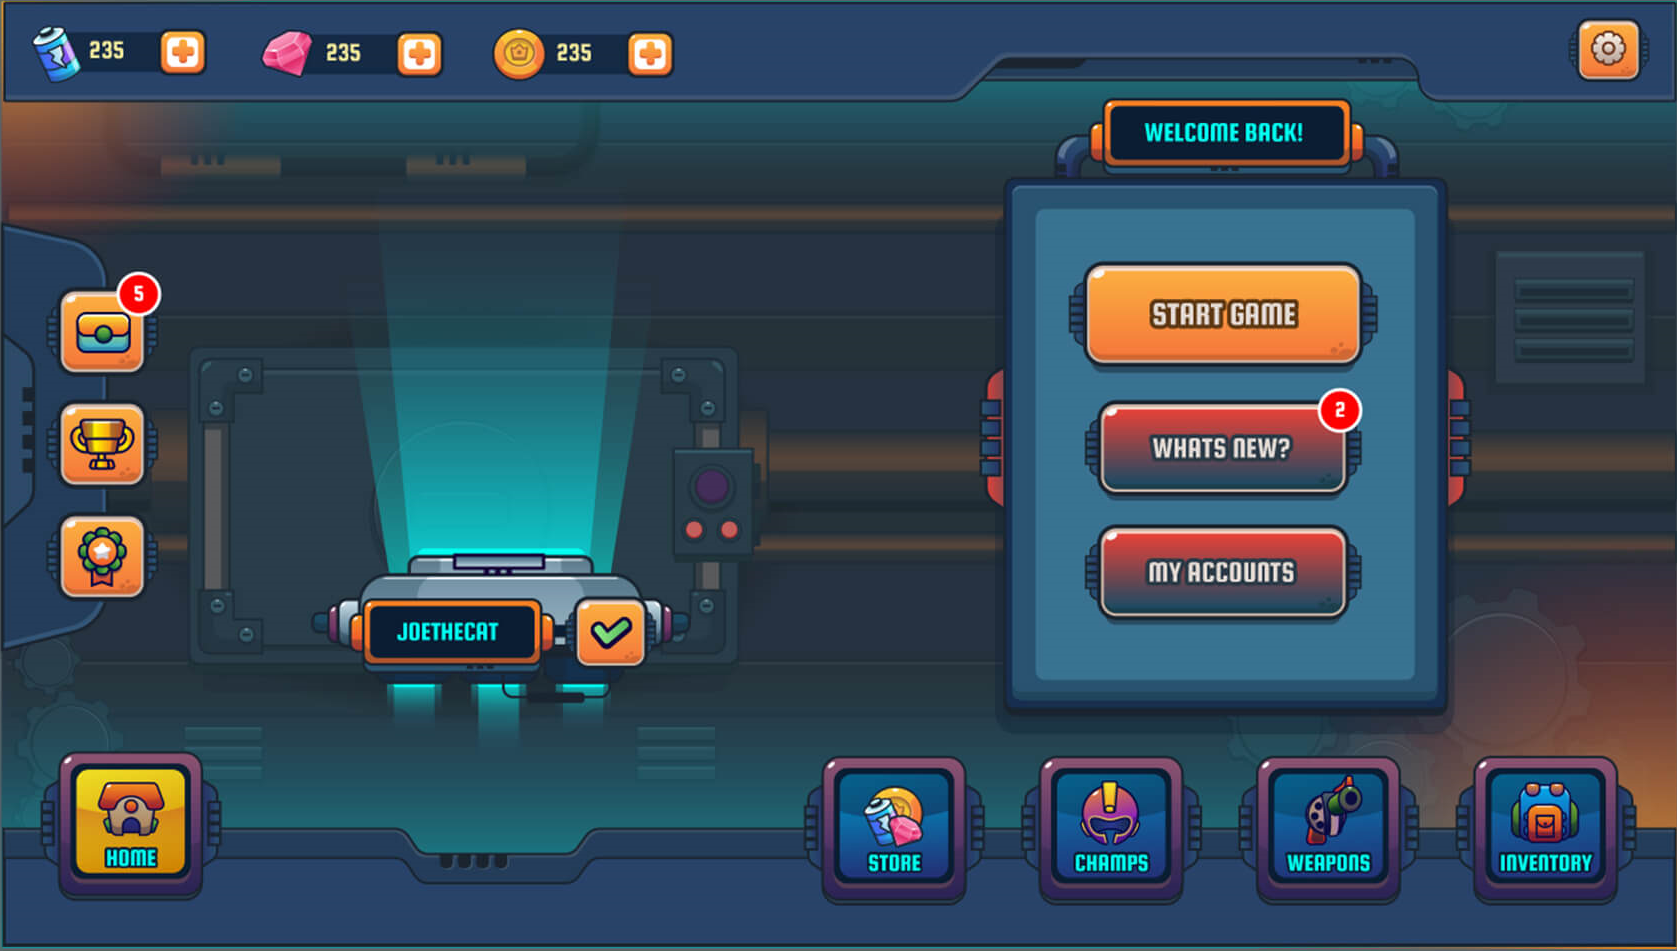 235
235
235
WELCOME BACK!
5
START GAME
2
WHATS NEW?
MY ACCOUNTS
JOETHECAT
HOME
STORE
CHAMPS
WEAPONS
INVENTORY